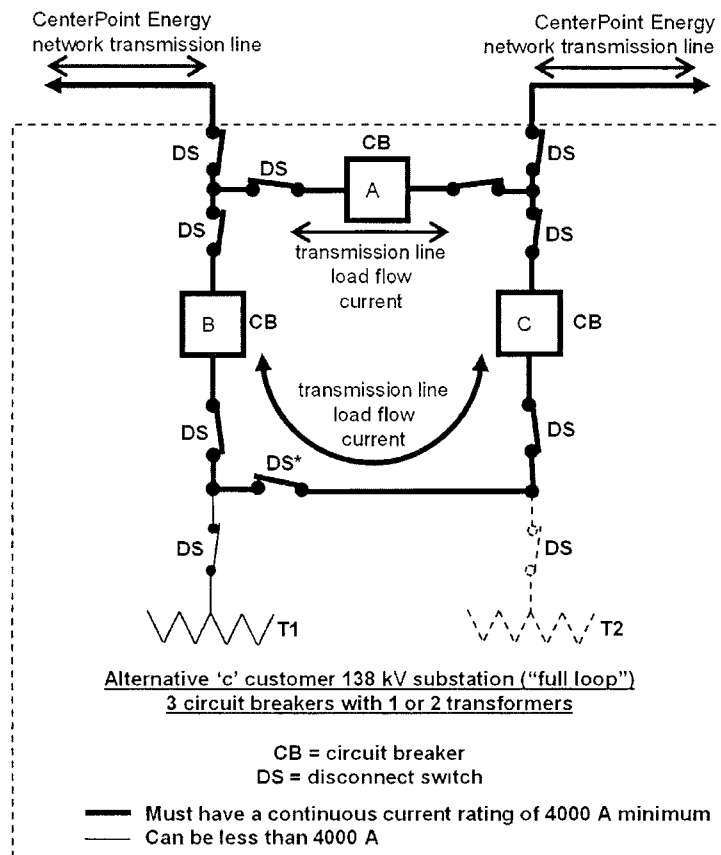 CenterPoint Energy
network transmission line
CenterPoint Energy
network transmission line
DS
DS
CB
DS
A
DS
transmission line
load flow
current
DS
B
CB
C
CB
transmission line
load flow
current
DS
DS
DS*
DS
DS
T1
T2
Alternative ‘c’ customer 138 kV substation (“full loop”)
3 circuit breakers with 1 or 2 transformers
CB = circuit breaker
DS = disconnect switch
Must have a continuous current rating of 4000 A minimum
Can be less than 4000 A